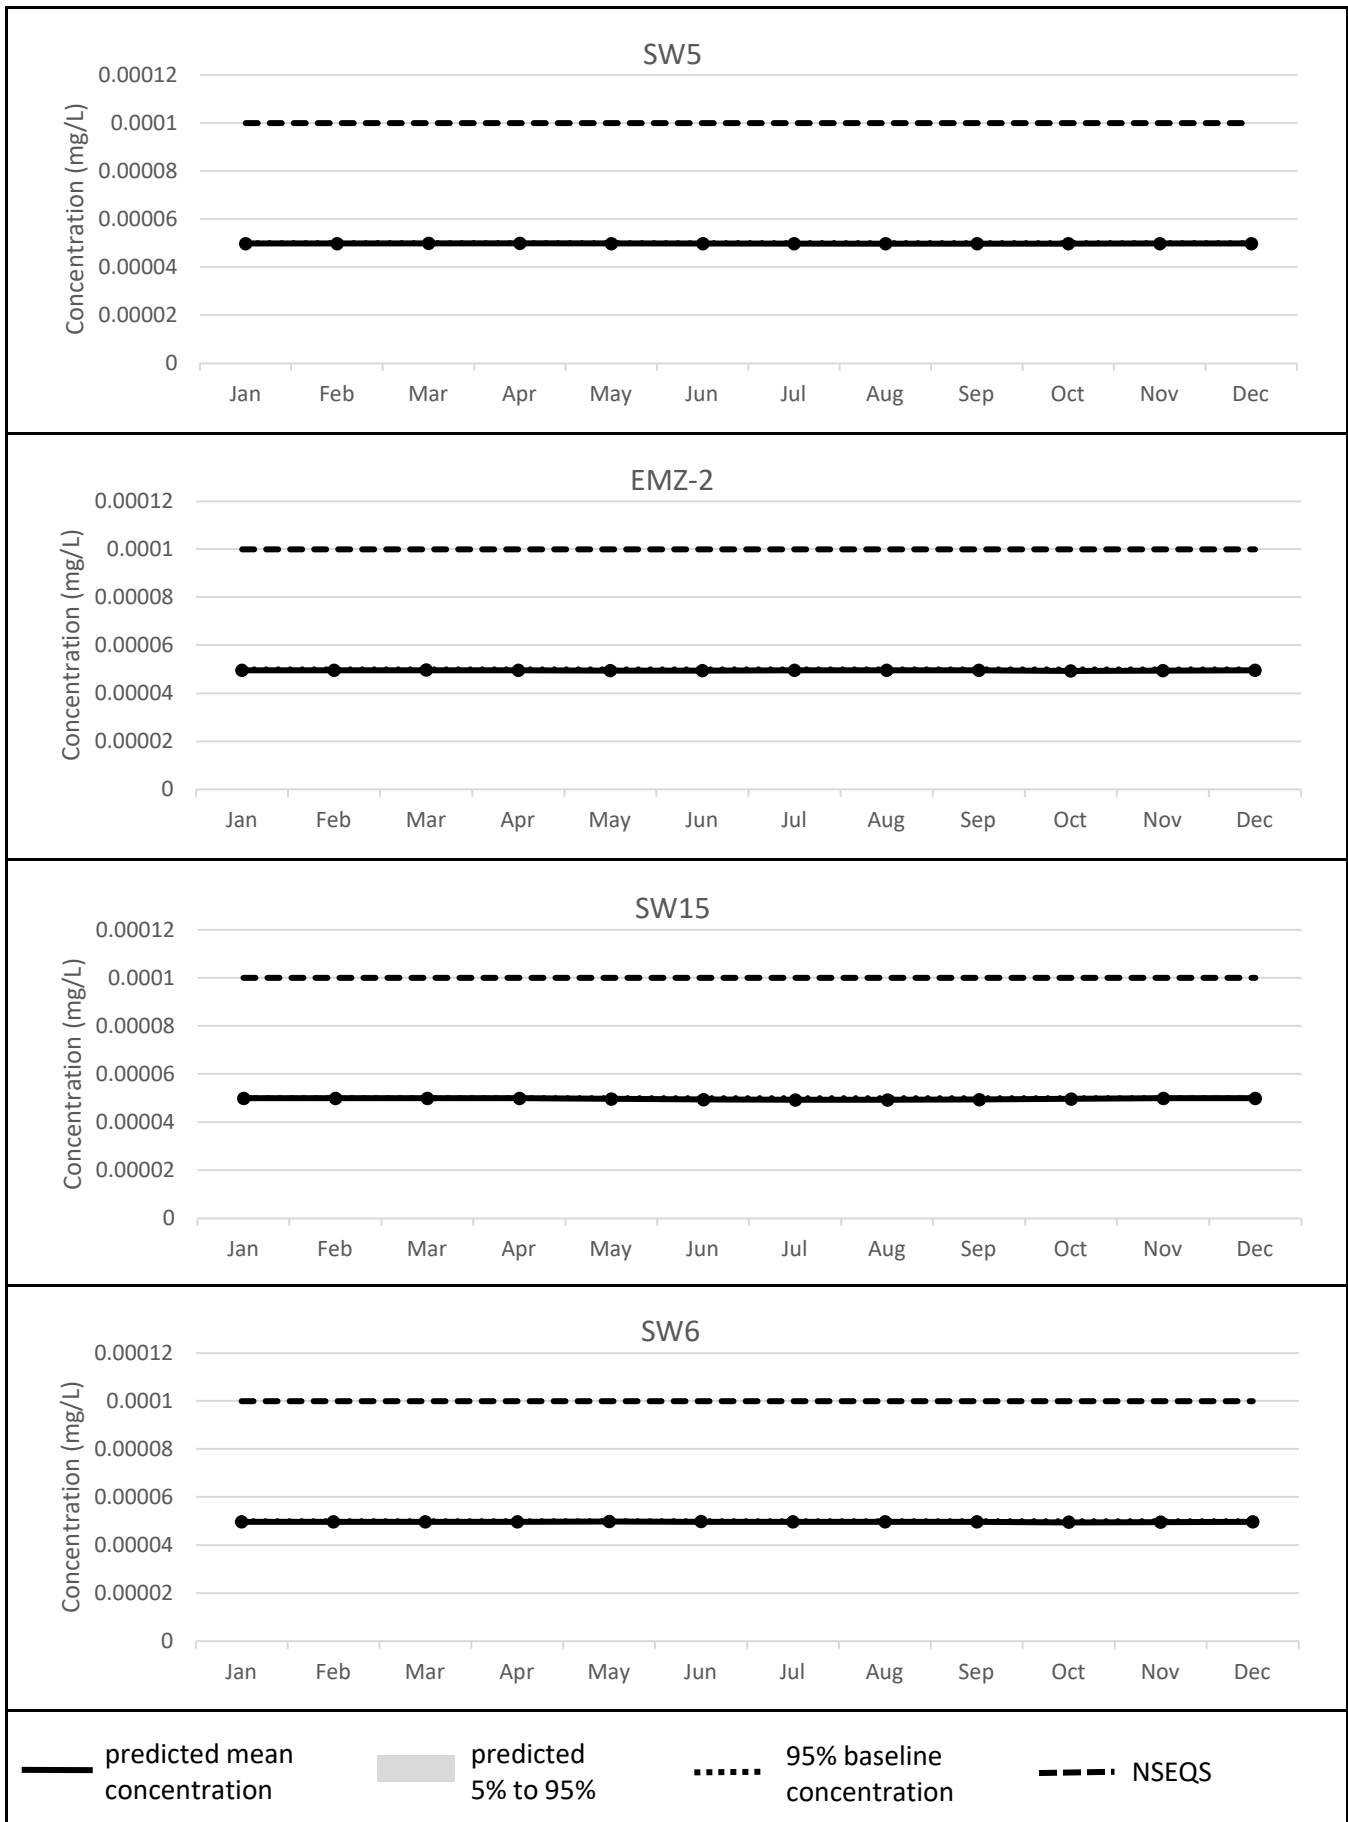 SW5
0.00012
0.0001
0.00008
0.00006
0.00004
0.00002
0
Concentration (mg/L)
Jan Feb Mar Apr May Jun Jul Aug Sep Oct Nov Dec
EMZ-2
0.00012
0.0001
0.00008
0.00006
0.00004
0.00002
0
Concentration (mg/L)
Jan Feb Mar Apr May Jun Jul Aug Sep Oct Nov Dec
SW15
0.00012
0.0001
0.00008
0.00006
0.00004
0.00002
0
Concentration (mg/L)
Jan Feb Mar Apr May Jun Jul Aug Sep Oct Nov Dec
SW6
0.00012
0.0001
0.00008
0.00006
0.00004
0.00002
0
Concentration (mg/L)
Jan Feb Mar Apr May Jun Jul Aug Sep Oct Nov Dec
predicted mean
concentration
predicted
5% to 95%
95% baseline
concentration
NSEQS